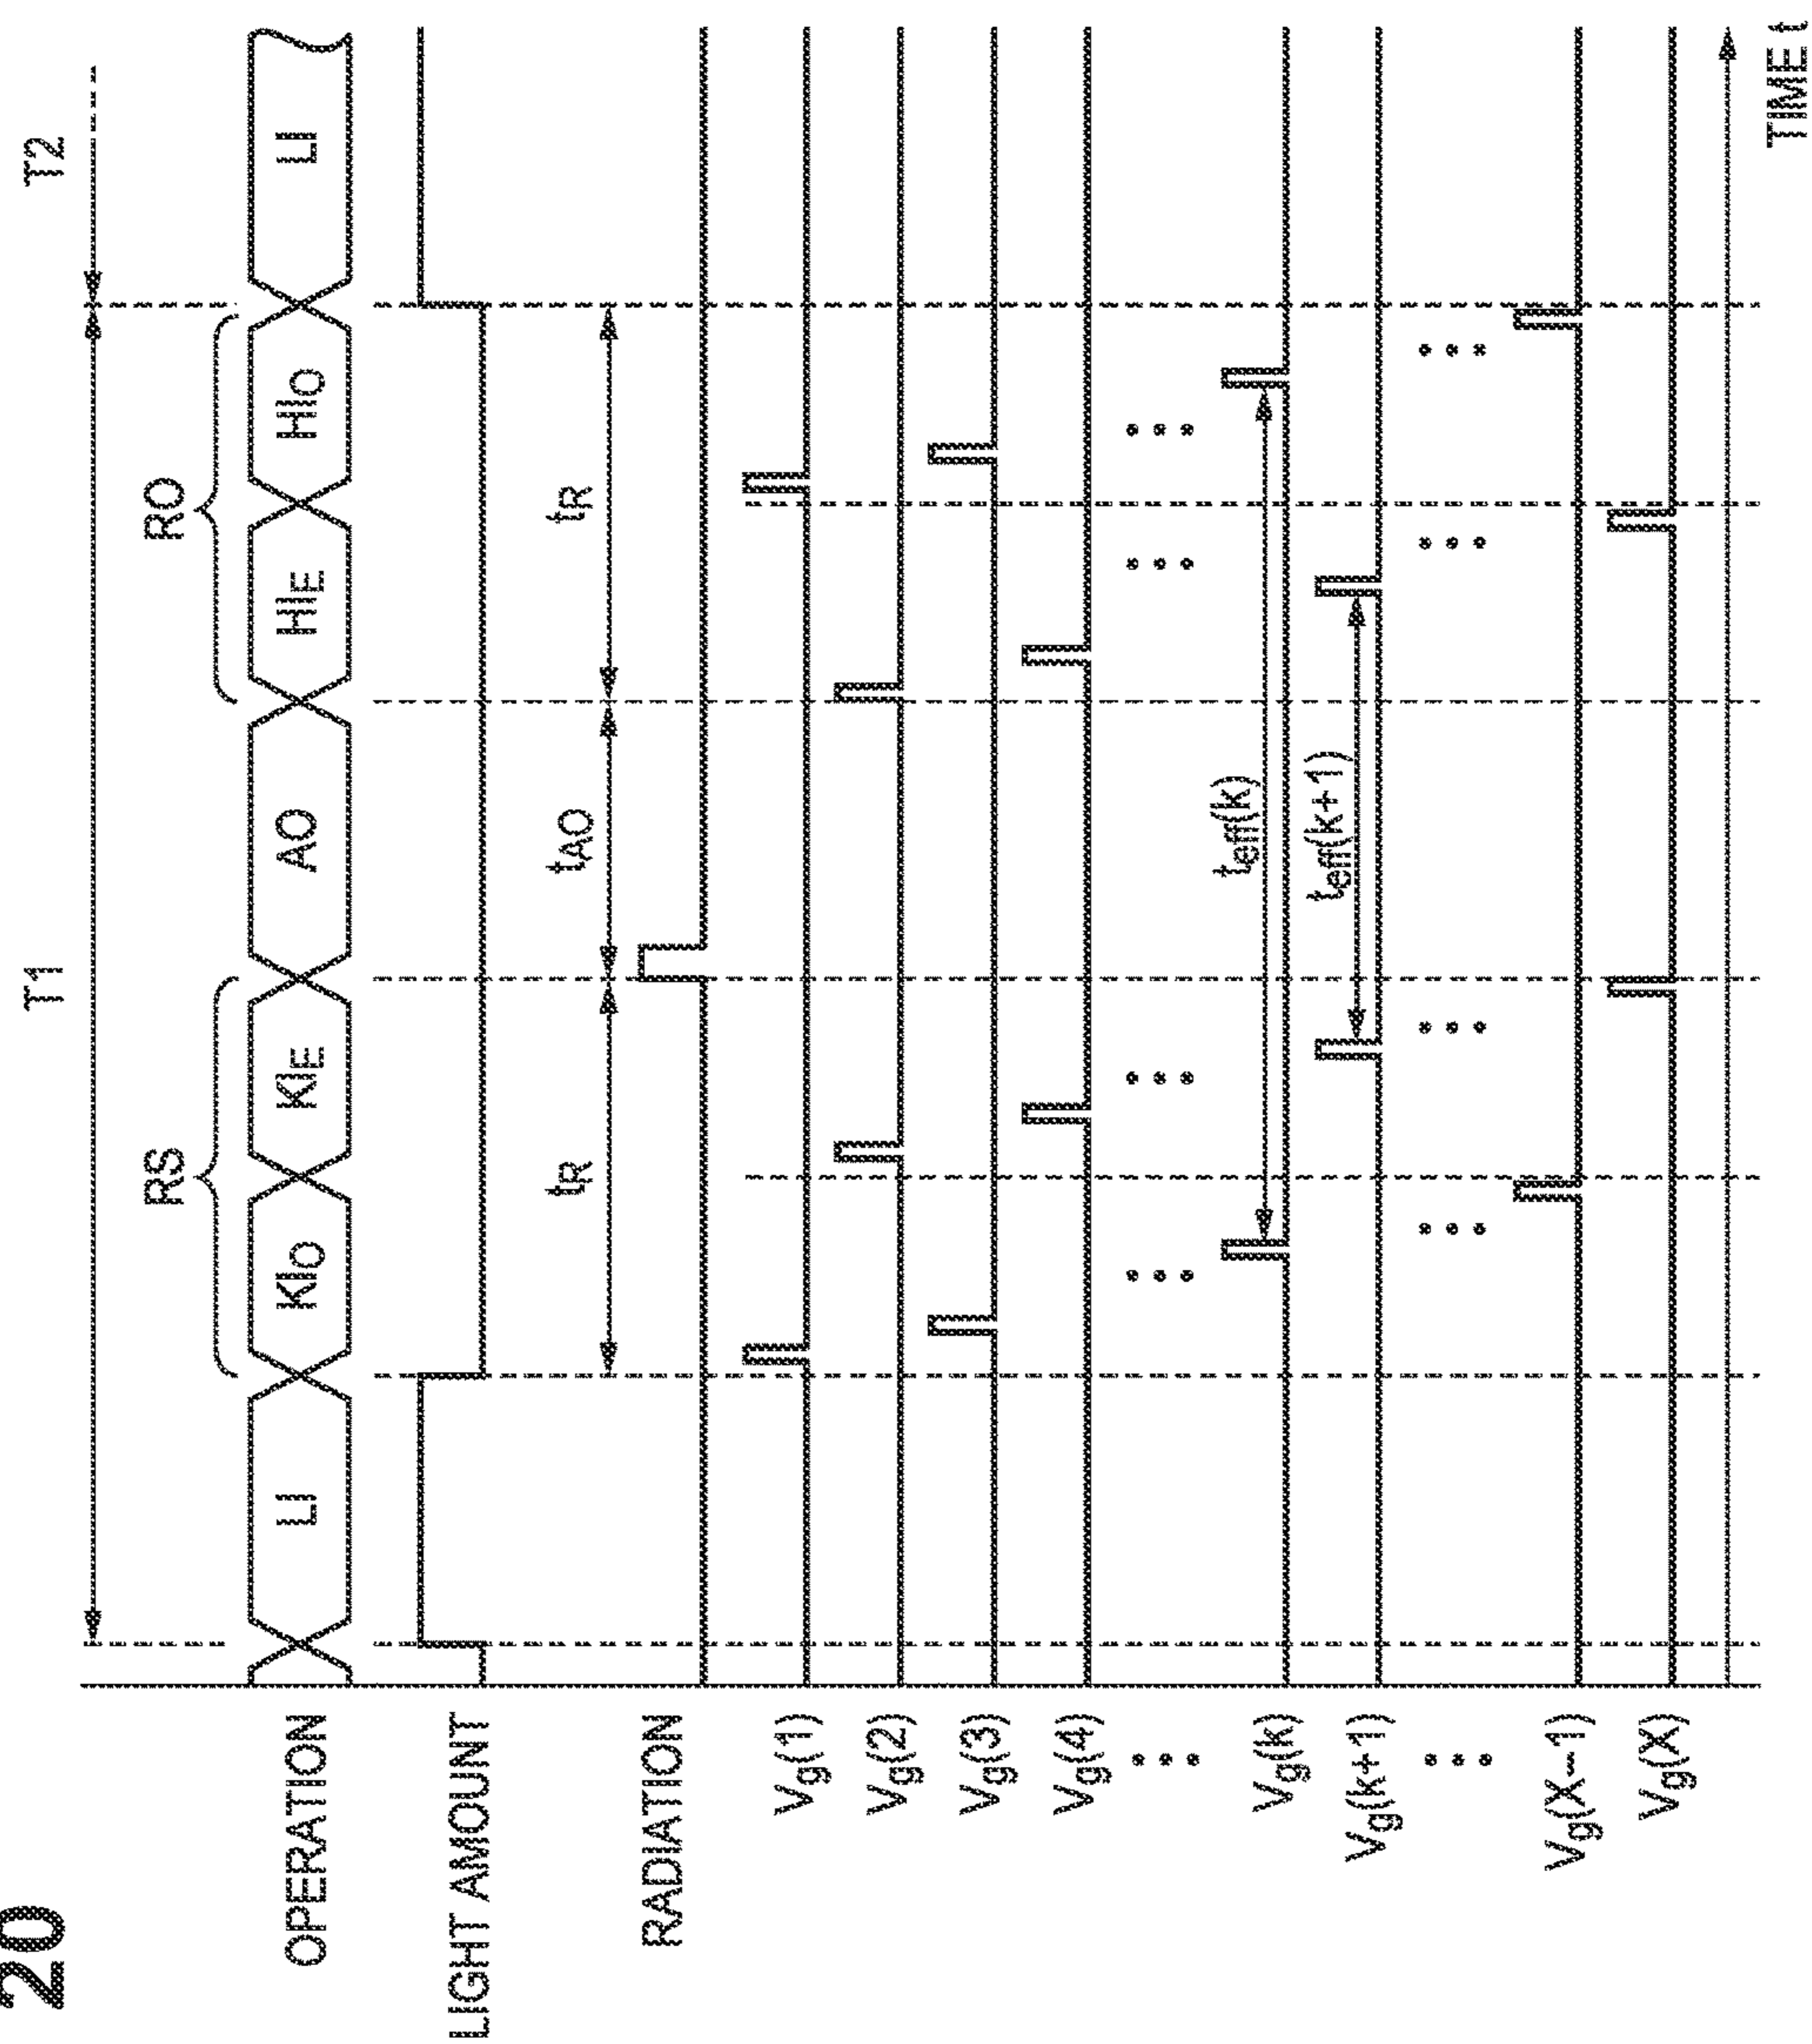 20
T1
T2
RS
RO
OPERATION
LI
KIO
KIE
AO
HIE
HIO
LI
LIGHT AMOUNT
tR
tAO
tR
RADIATION
Vg(1)
Vg(2)
Vg(3)
Vg(4)
...
...
...
...
...
teff(k)
Vg(k)
teff(k+1)
Vg(k+1)
...
...
...
...
...
Vg(X-1)
Vg(X)
TIME t